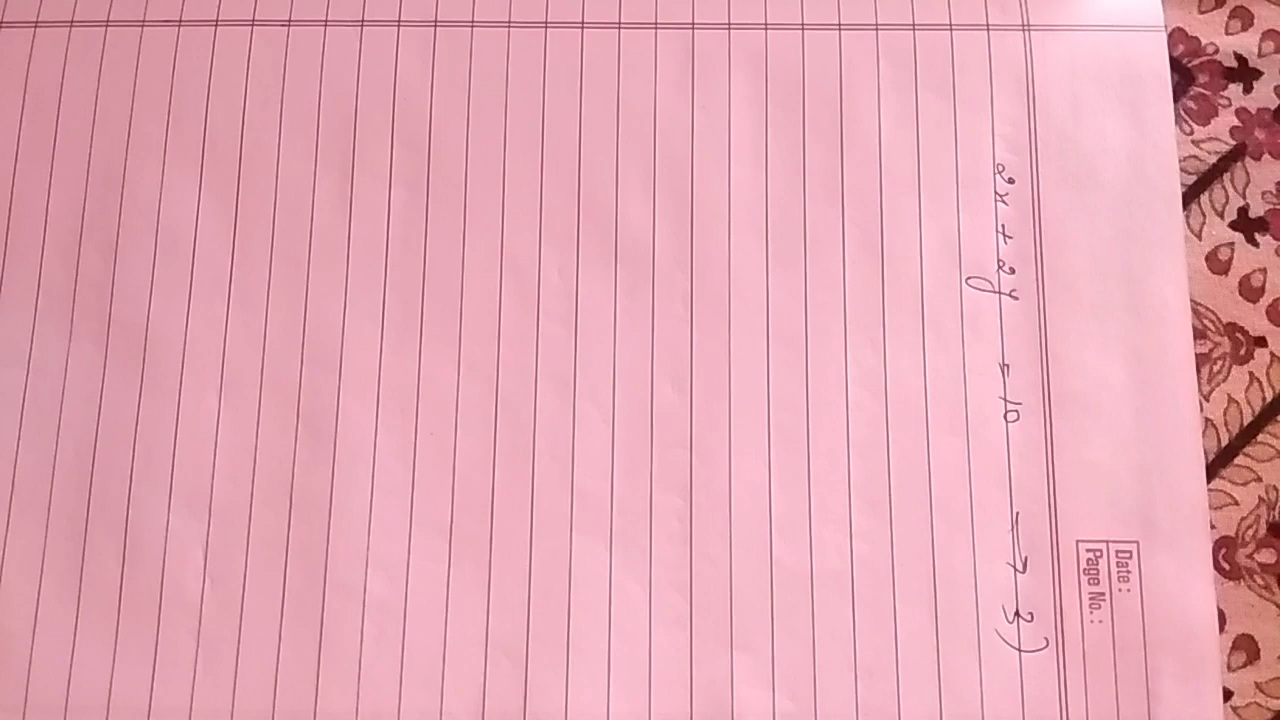 Date :
Page No. :
2x + 2y = 10 → 3)